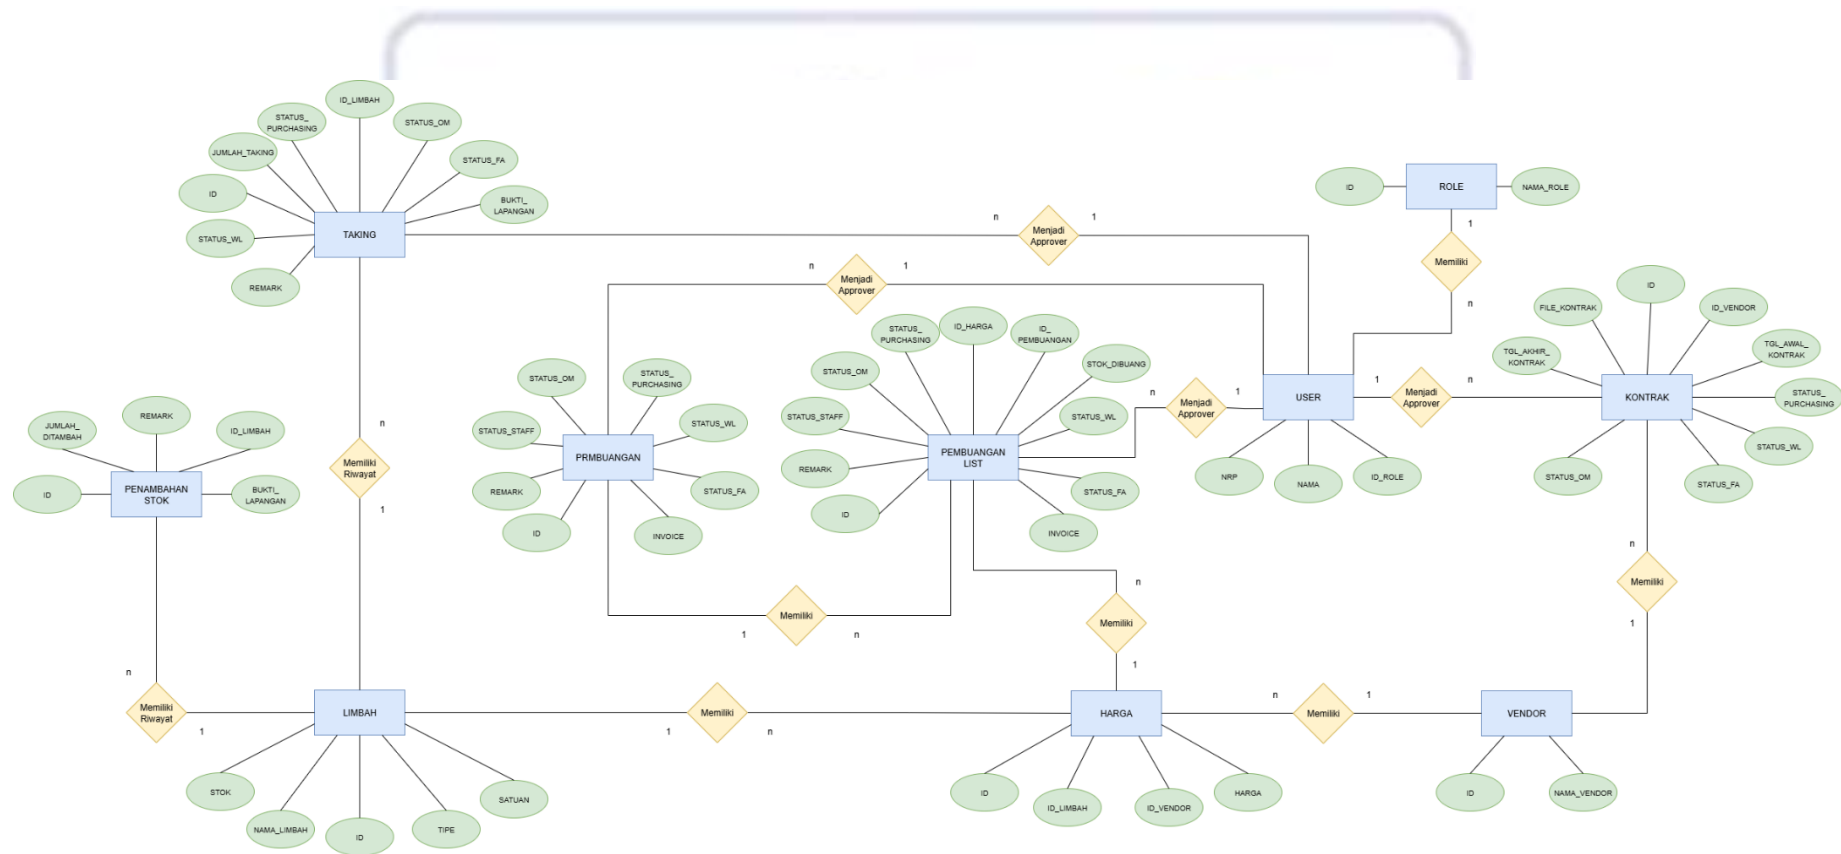 ID_LIMBAH
STATUS_
PURCHASING
STATUS_OM
JUMLAH_TAKING
STATUS_FA
ID
BUKTI_
LAPANGAN
STATUS_WL
TAKING
REMARK
n
Menjadi
Approver
1
ID
ROLE
NAMA_ROLE
1
Memiliki
n
n
Menjadi
Approver
1
STATUS_
PURCHASING
ID_HARGA
ID_
PEMBUANGAN
STATUS_OM
STOK_DIBUANG
STATUS_STAFF
STATUS_WL
REMARK
PEMBUANGAN
LIST
STATUS_FA
ID
INVOICE
n
Menjadi
Approver
1
USER
NRP
NAMA
ID_ROLE
1
Menjadi
Approver
n
ID
FILE_KONTRAK
ID_VENDOR
TGL_AKHIR_
KONTRAK
TGL_AWAL_
KONTRAK
KONTRAK
STATUS_
PURCHASING
STATUS_WL
STATUS_OM
STATUS_FA
STATUS_OM
STATUS_
PURCHASING
STATUS_STAFF
STATUS_WL
PRMBUANGAN
REMARK
STATUS_FA
ID
INVOICE
REMARK
JUMLAH_
DITAMBAH
ID_LIMBAH
ID
PENAMBAHAN
STOK
BUKTI_
LAPANGAN
n
Memiliki
Riwayat
1
n
Memiliki
1
n
Memiliki
1
1
Memiliki
n
n
Memiliki
Riwayat
1
LIMBAH
1
Memiliki
n
HARGA
n
Memiliki
1
VENDOR
STOK
NAMA_LIMBAH
ID
TIPE
SATUAN
ID
ID_LIMBAH
ID_VENDOR
HARGA
ID
NAMA_VENDOR